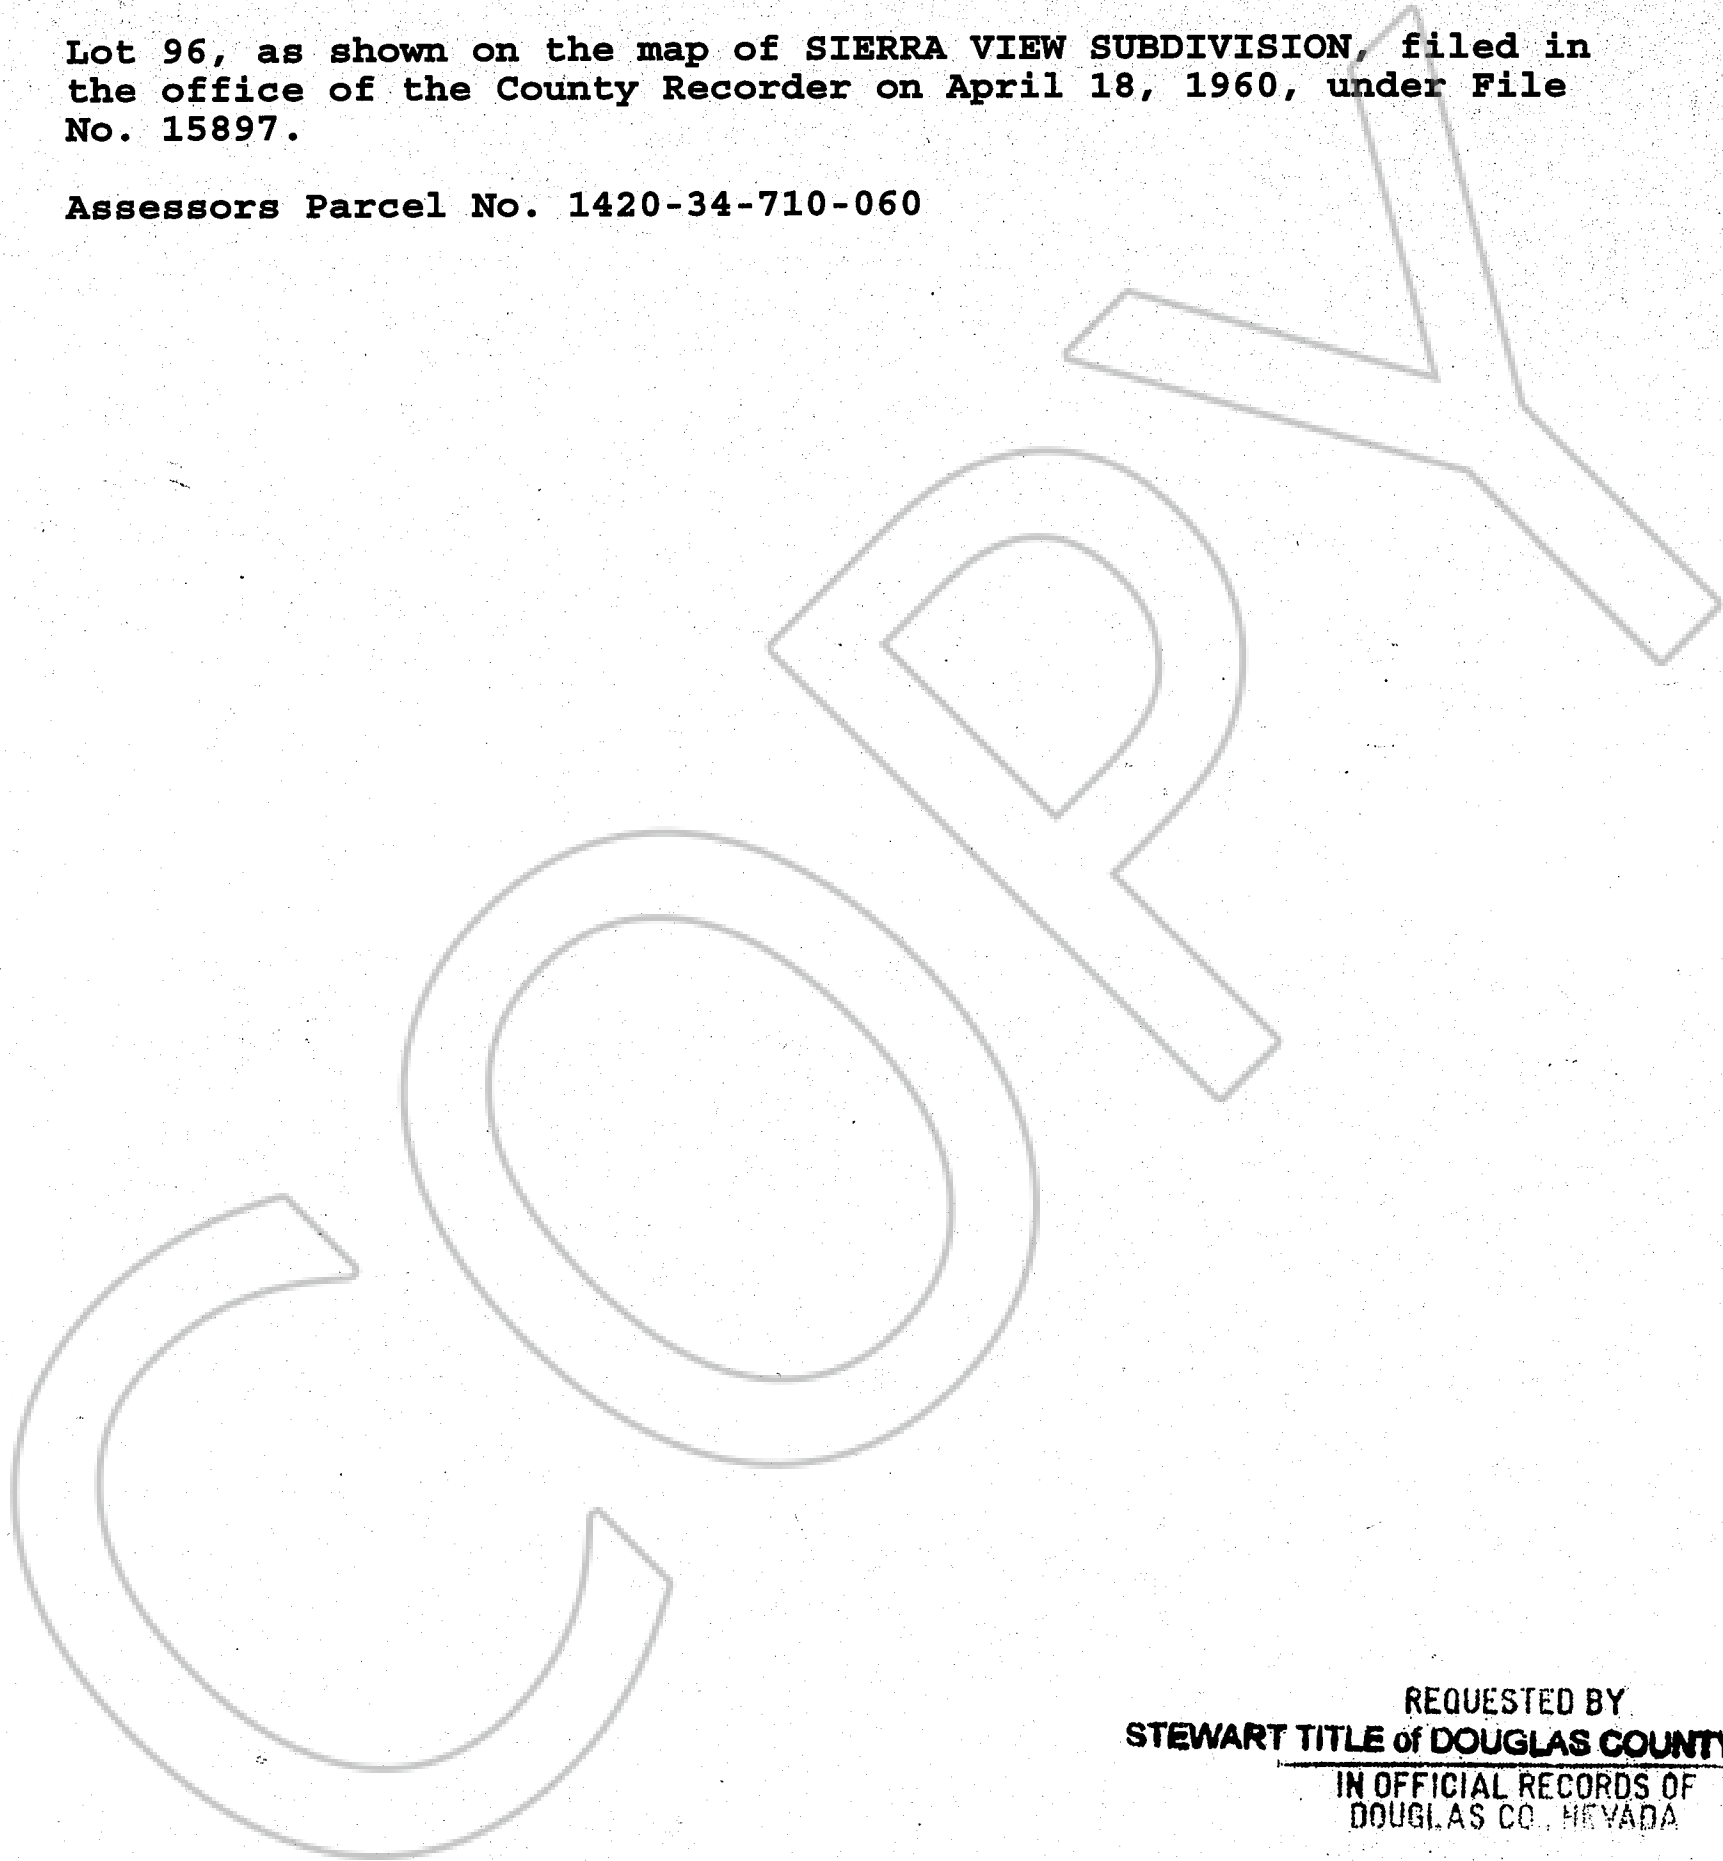 Lot 96, as shown on the map of SIERRA VIEW SUBDIVISION, filed in
the office of the County Recorder on April 18, 1960, under File
No. 15897.
Assessors Parcel No. 1420-34-710-060
COPY
REQUESTED BY
STEWART TITLE of DOUGLAS COUNTY
IN OFFICIAL RECORDS OF
DOUGLAS CO., NEVADA